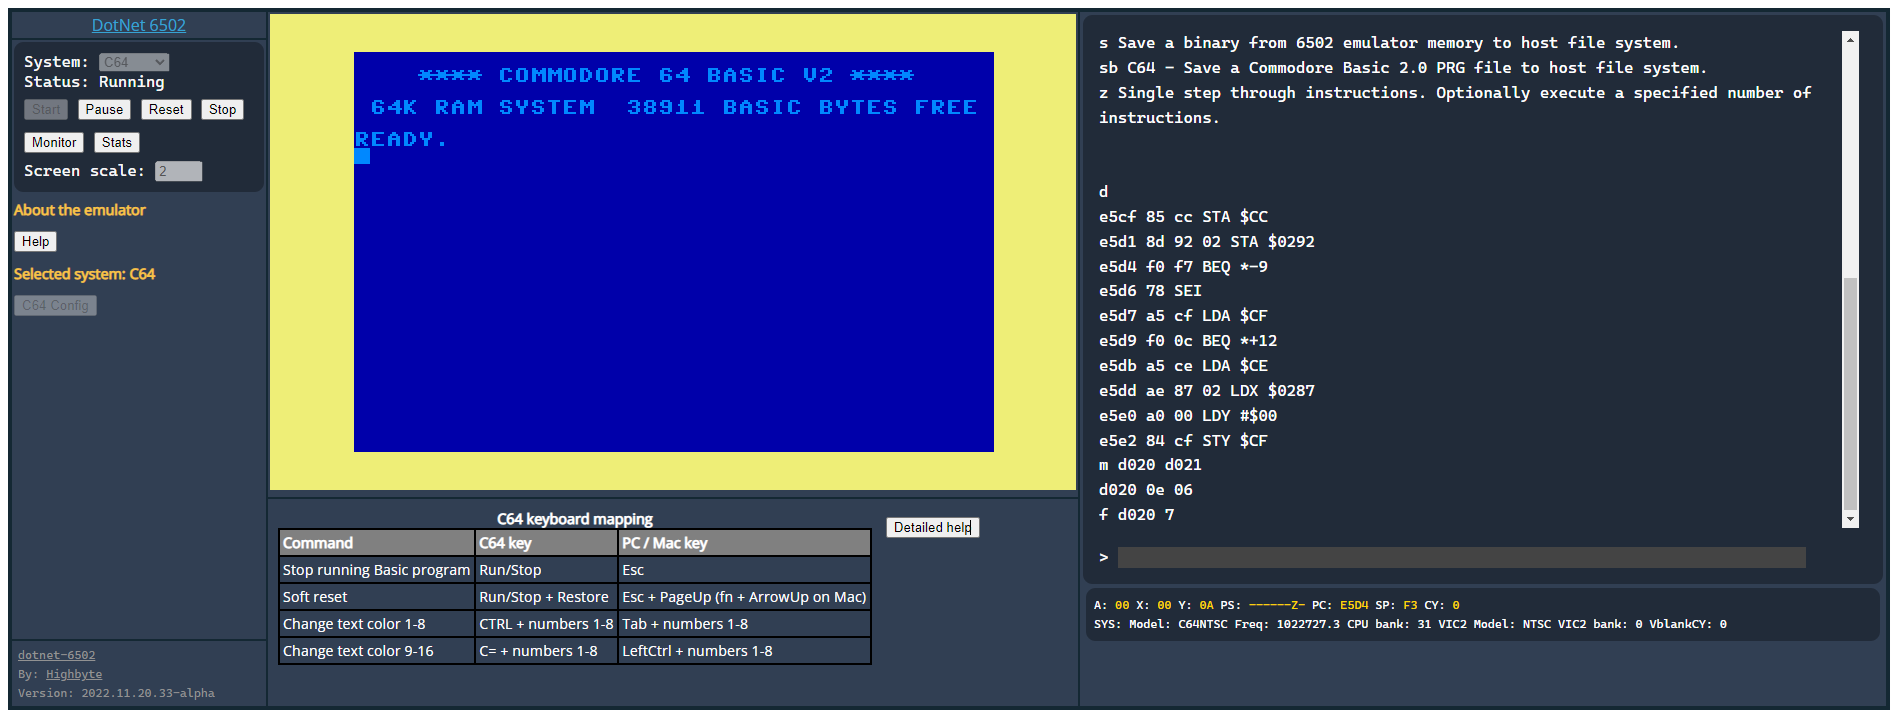 DotNet 6502
System: C64
Status: Running
Start Pause Reset Stop
Monitor Stats
Screen scale: 2
About the emulator
Help
Selected system: C64
C64 Config
dotnet-6502
By: Highbyte
Version: 2022.11.20.33-alpha
**** COMMODORE 64 BASIC V2 ****
64K RAM SYSTEM  38911 BASIC BYTES FREE
READY.
C64 keyboard mapping
Detailed help
Command C64 key PC / Mac key
Stop running Basic program Run/Stop Esc
Soft reset Run/Stop + Restore Esc + PageUp (fn + ArrowUp on Mac)
Change text color 1-8 CTRL + numbers 1-8 Tab + numbers 1-8
Change text color 9-16 C= + numbers 1-8 LeftCtrl + numbers 1-8
s Save a binary from 6502 emulator memory to host file system.
sb C64 - Save a Commodore Basic 2.0 PRG file to host file system.
z Single step through instructions. Optionally execute a specified number of
instructions.
d
e5cf 85 cc STA $CC
e5d1 8d 92 02 STA $0292
e5d4 f0 f7 BEQ *-9
e5d6 78 SEI
e5d7 a5 cf LDA $CF
e5d9 f0 0c BEQ *+12
e5db a5 ce LDA $CE
e5dd ae 87 02 LDX $0287
e5e0 a0 00 LDY #$00
e5e2 84 cf STY $CF
m d020 d021
d020 0e 06
f d020 7
>
A: 00 X: 00 Y: 0A PS: ------Z- PC: E5D4 SP: F3 CY: 0
SYS: Model: C64NTSC Freq: 1022727.3 CPU bank: 31 VIC2 Model: NTSC VIC2 bank: 0 VblankCY: 0